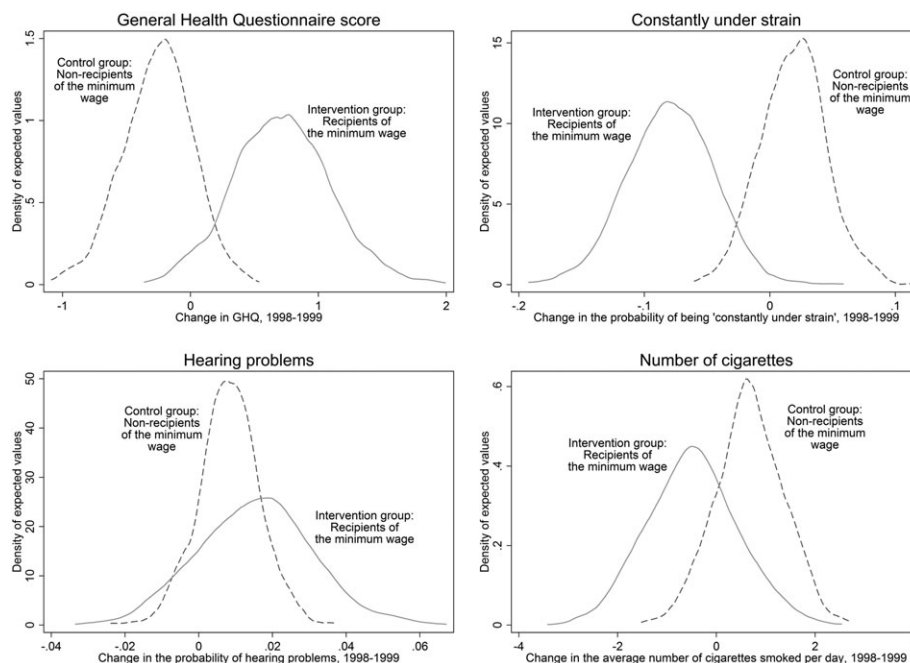 General Health Questionnaire score
Density of expected values
0
.5
1
1.5
Control group:
Non-recipients
of the minimum
wage
Intervention group:
Recipients of
the minimum wage
-1
0
1
2
Change in GHQ, 1998-1999
Constantly under strain
Density of expected values
0
5
10
15
Intervention group:
Recipients of
the minimum wage
Control group:
Non-recipients
of the minimum
wage
-.2
-.1
0
.1
Change in the probability of being 'constantly under strain', 1998-1999
Hearing problems
Density of expected values
0
10
20
30
40
50
Control group:
Non-recipients
of the minimum
wage
Intervention group:
Recipients of
the minimum wage
-.04
-.02
0
.02
.04
.06
Change in the probability of hearing problems, 1998-1999
Number of cigarettes
Density of expected values
0
.2
.4
.6
Intervention group:
Recipients of
the minimum wage
Control group:
Non-recipients
of the minimum
wage
-4
-2
0
2
Change in the average number of cigarettes smoked per day, 1998-1999